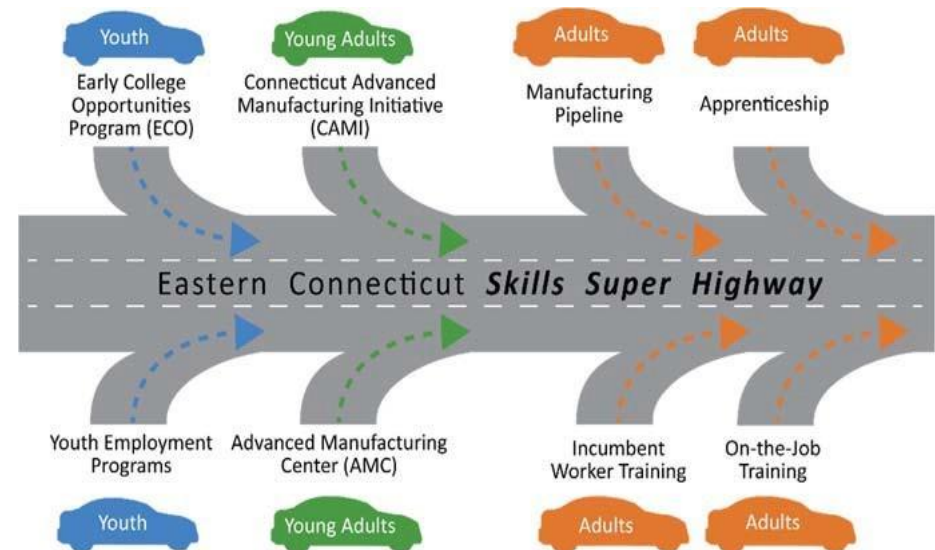 Youth
Early College
Opportunities
Program (ECO)
Young Adults
Connecticut Advanced
Manufacturing Initiative
(CAMI)
Adults
Manufacturing
Pipeline
Adults
Apprenticeship
Eastern Connecticut Skills Super Highway
Youth Employment
Programs
Youth
Advanced Manufacturing
Center (AMC)
Young Adults
Incumbent
Worker Training
Adults
On-the-Job
Training
Adults